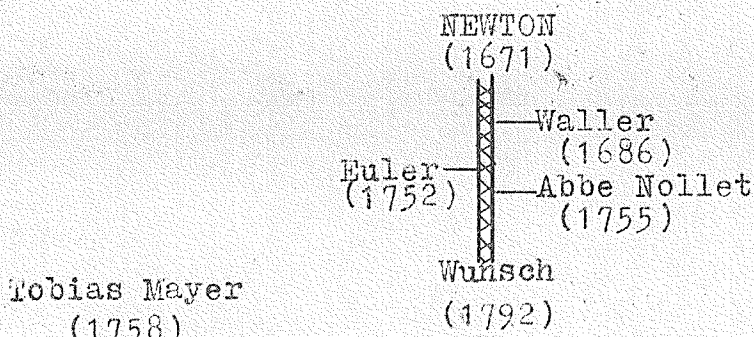 NEWTON
(1671)
Waller
(1686)
Euler
(1752)
Abbe Nollet
(1755)
Wunsch
(1792)
Tobias Mayer
(1758)